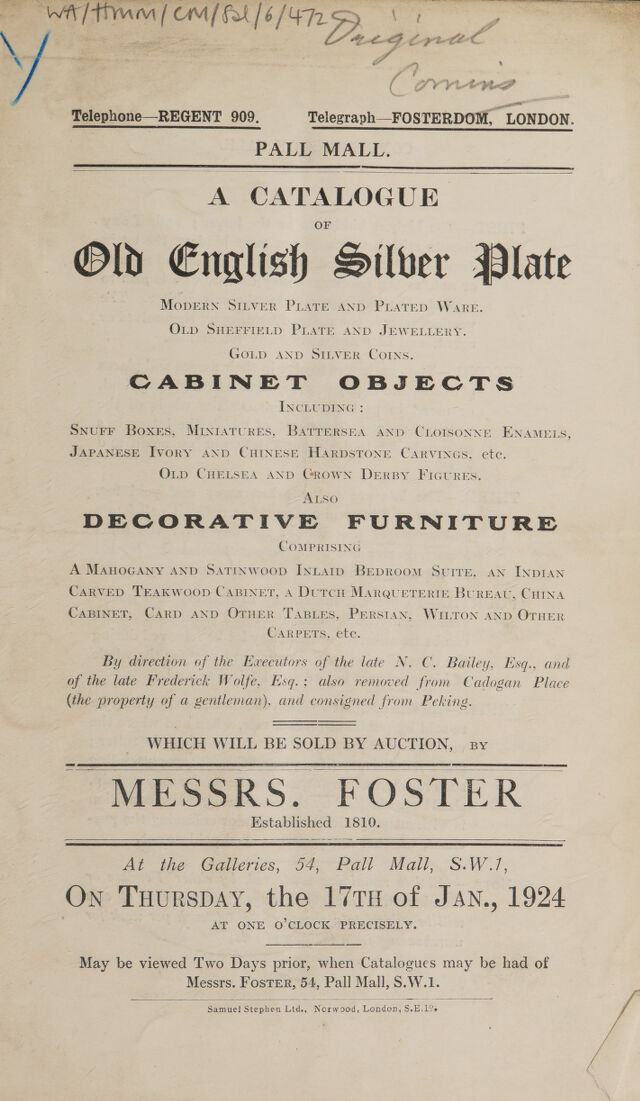 WA/HMM/CM/Sal/6/472
Original
Comins
Telephone—REGENT 909. Telegraph—FOSTERDOM, LONDON.
PALL MALL.
A CATALOGUE
OF
Old English Silver Plate
MODERN SILVER PLATE AND PLATED WARE.
OLD SHEFFIELD PLATE AND JEWELLERY.
GOLD AND SILVER COINS.
CABINET OBJECTS
INCLUDING :
SNUFF BOXES, MINIATURES, BATTERSEA AND CLOISONNE ENAMELS,
JAPANESE IVORY AND CHINESE HARDSTONE CARVINGS, etc.
OLD CHELSEA AND CROWN DERBY FIGURES.
ALSO
DECORATIVE FURNITURE
COMPRISING
A MAHOGANY AND SATINWOOD INLAID BEDROOM SUITE, AN INDIAN
CARVED TEAKWOOD CABINET, A DUTCH MARQUETERIE BUREAU, CHINA
CABINET, CARD AND OTHER TABLES, PERSIAN, WILTON AND OTHER
CARPETS, etc.
By direction of the Executors of the late N. C. Bailey, Esq., and
of the late Frederick Wolfe, Esq. ; also removed from Cadogan Place
(the property of a gentleman), and consigned from Peking.
WHICH WILL BE SOLD BY AUCTION, BY
MESSRS. FOSTER
Established 1810.
At the Galleries, 54, Pall Mall, S.W.1,
ON THURSDAY, the 17TH of JAN., 1924
AT ONE O'CLOCK PRECISELY.
May be viewed Two Days prior, when Catalogues may be had of
Messrs. FOSTER, 54, Pall Mall, S.W.1.
Samuel Stephen Ltd., Norwood, London, S.E.19.